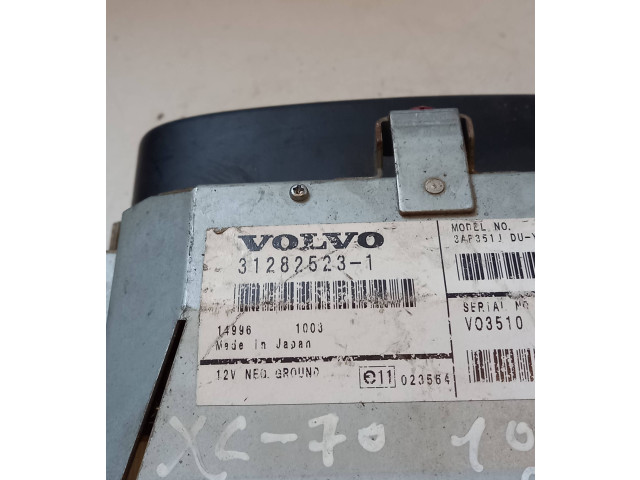 VOLVO
31282523-1
14996 1003
Made in Japan
12V NEG. GROUND e11 023564
MODEL NO.
SERIAL NO
VO3510
XC-70 10